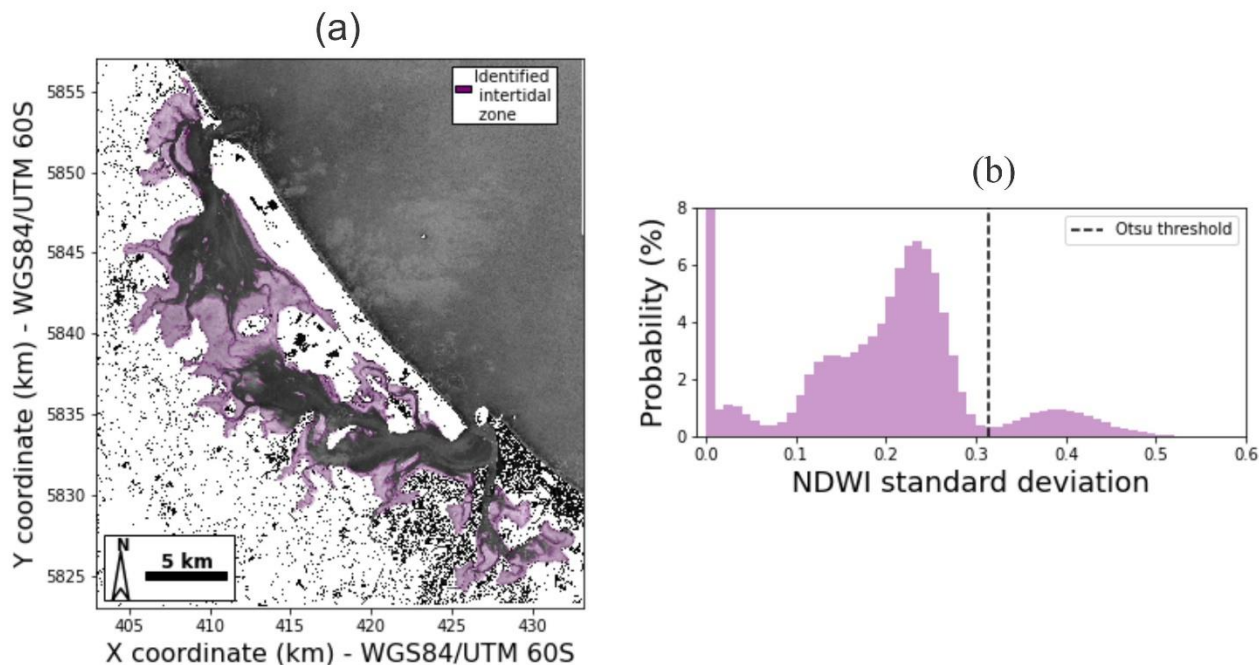 (a)
Y coordinate (km) - WGS84/UTM 60S
5855
5850
5845
5840
5835
5830
5825
Identified
intertidal
zone
N
5 km
405
410
415
420
425
430
X coordinate (km) - WGS84/UTM 60S
(b)
Probability (%)
8
6
4
2
0
Otsu threshold
0.0
0.1
0.2
0.3
0.4
0.5
0.6
NDWI standard deviation